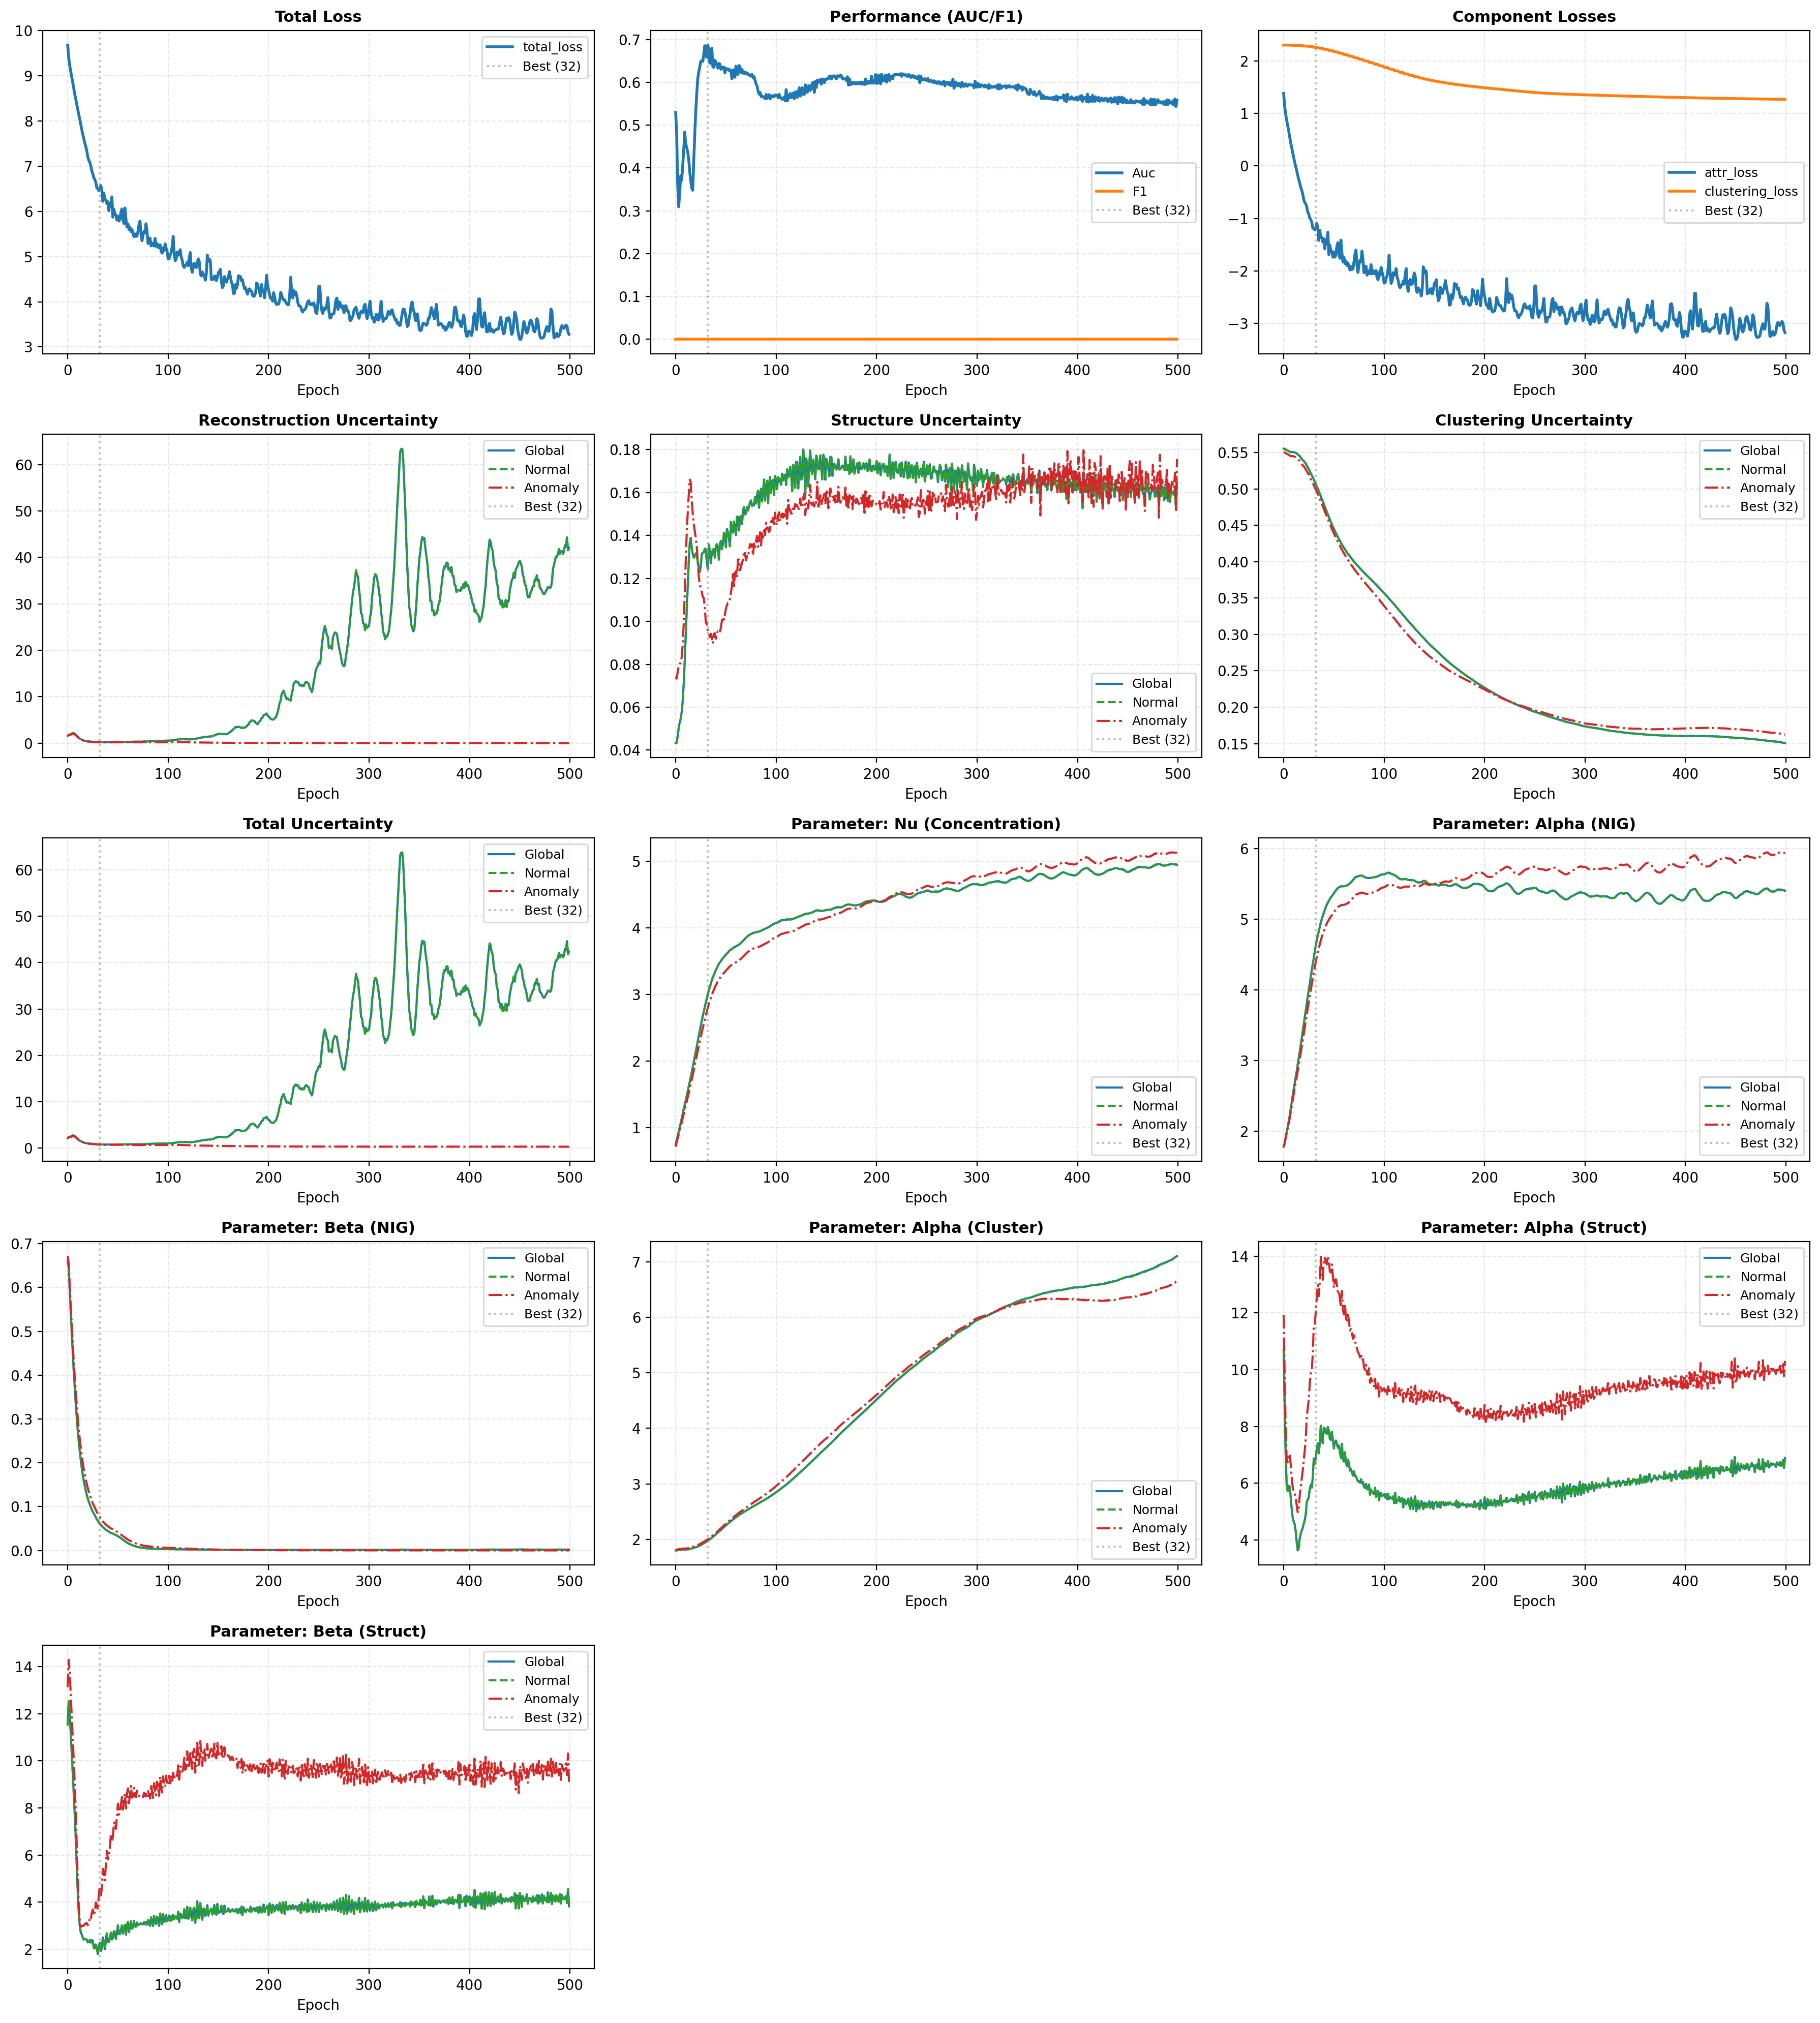 Total Loss
10
9
8
7
6
5
4
3
0 100 200 300 400 500
Epoch
total_loss
Best (32)
Performance (AUC/F1)
0.7
0.6
0.5
0.4
0.3
0.2
0.1
0.0
0 100 200 300 400 500
Epoch
Auc
F1
Best (32)
Component Losses
2
1
0
−1
−2
−3
0 100 200 300 400 500
Epoch
attr_loss
clustering_loss
Best (32)
Reconstruction Uncertainty
60
50
40
30
20
10
0
0 100 200 300 400 500
Epoch
Global
Normal
Anomaly
Best (32)
Structure Uncertainty
0.18
0.16
0.14
0.12
0.10
0.08
0.06
0.04
0 100 200 300 400 500
Epoch
Global
Normal
Anomaly
Best (32)
Clustering Uncertainty
0.55
0.50
0.45
0.40
0.35
0.30
0.25
0.20
0.15
0 100 200 300 400 500
Epoch
Global
Normal
Anomaly
Best (32)
Total Uncertainty
60
50
40
30
20
10
0
0 100 200 300 400 500
Epoch
Global
Normal
Anomaly
Best (32)
Parameter: Nu (Concentration)
5
4
3
2
1
0 100 200 300 400 500
Epoch
Global
Normal
Anomaly
Best (32)
Parameter: Alpha (NIG)
6
5
4
3
2
0 100 200 300 400 500
Epoch
Global
Normal
Anomaly
Best (32)
Parameter: Beta (NIG)
0.7
0.6
0.5
0.4
0.3
0.2
0.1
0.0
0 100 200 300 400 500
Epoch
Global
Normal
Anomaly
Best (32)
Parameter: Alpha (Cluster)
7
6
5
4
3
2
0 100 200 300 400 500
Epoch
Global
Normal
Anomaly
Best (32)
Parameter: Alpha (Struct)
14
12
10
8
6
4
0 100 200 300 400 500
Epoch
Global
Normal
Anomaly
Best (32)
Parameter: Beta (Struct)
14
12
10
8
6
4
2
0 100 200 300 400 500
Epoch
Global
Normal
Anomaly
Best (32)